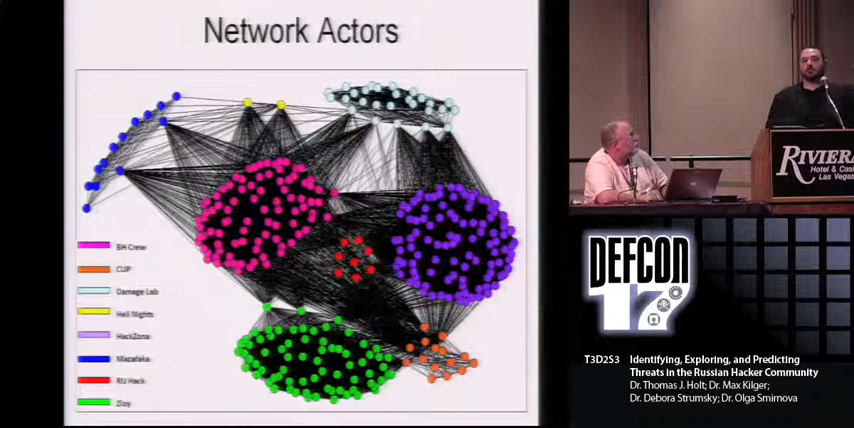 Network Actors
BH Crew
CUP
Damage Lab
Hell Nights
HackZona
Mazafaka
RU Hack
Zloy
RIVIERA
Hotel & Cas
Las Vegas
DEFCON
17
T3D2S3 Identifying, Exploring, and Predicting
Threats in the Russian Hacker Community
Dr. Thomas J. Holt; Dr. Max Kilger;
Dr. Debora Strumsky; Dr. Olga Smirnova